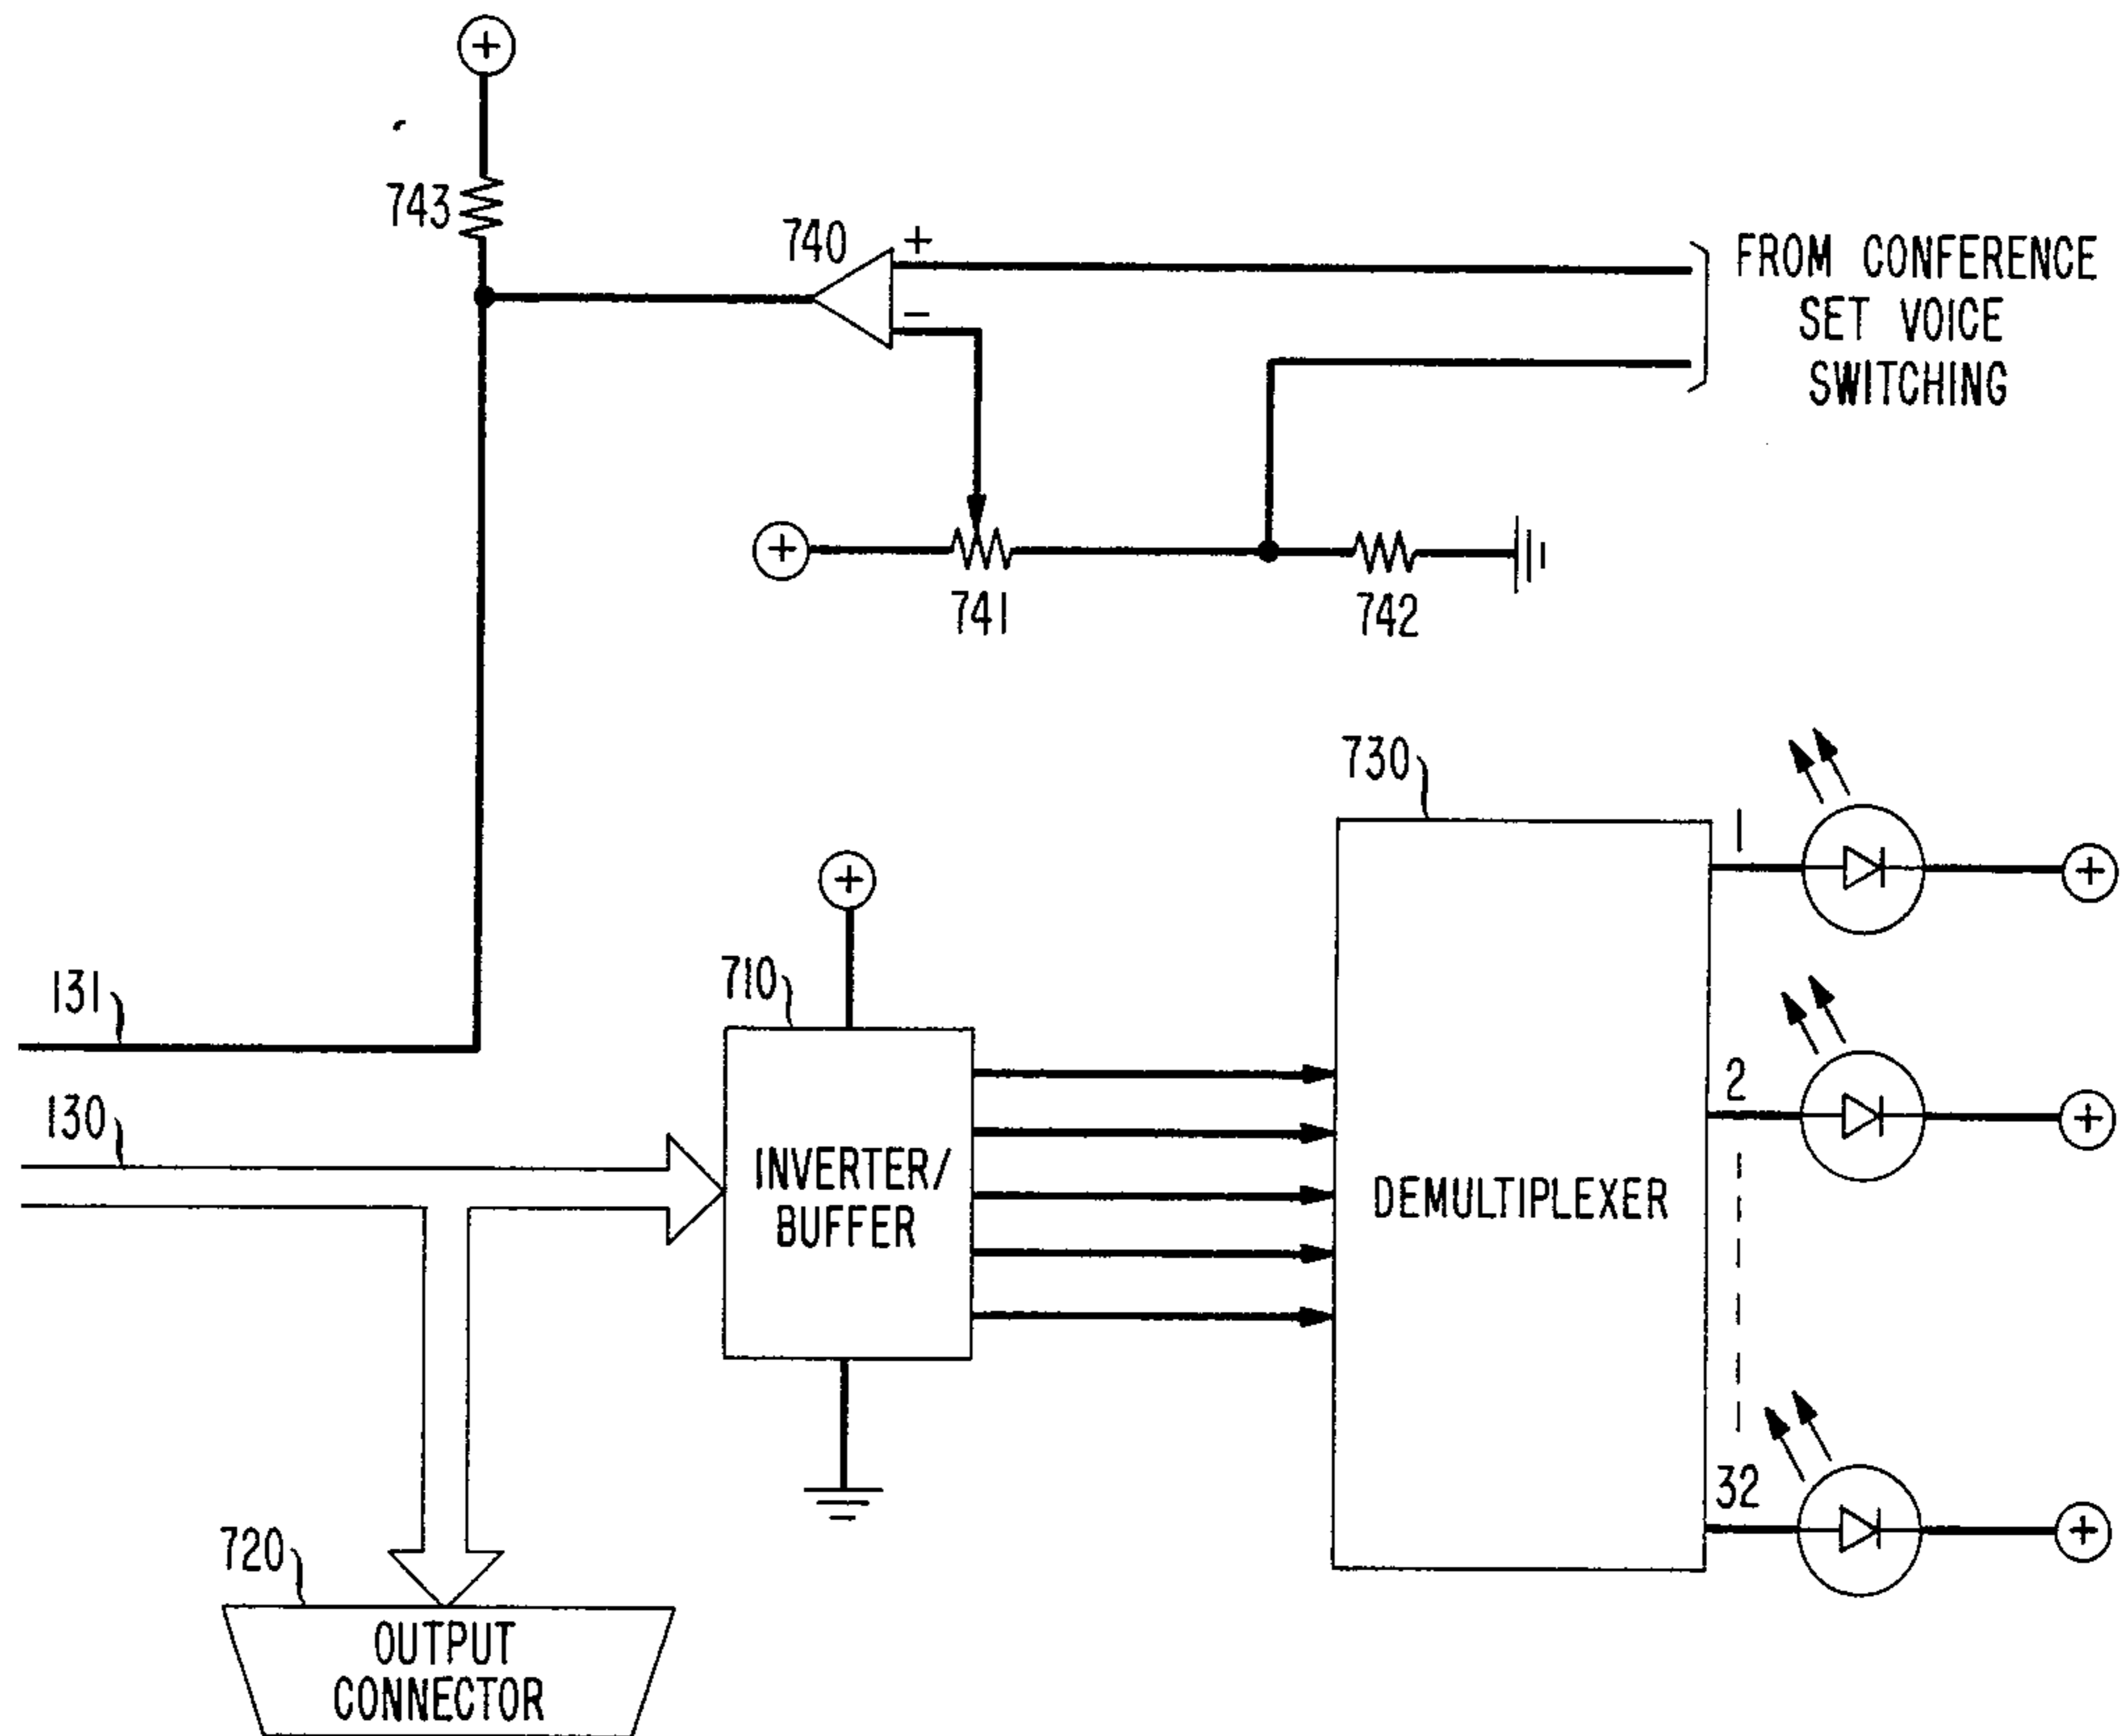 +
743
740
+
−
FROM CONFERENCE
SET VOICE
SWITCHING
+
741
742
730
1
+
+
710
131
2
+
130
INVERTER/
BUFFER
DEMULTIPLEXER
32
+
720
OUTPUT
CONNECTOR